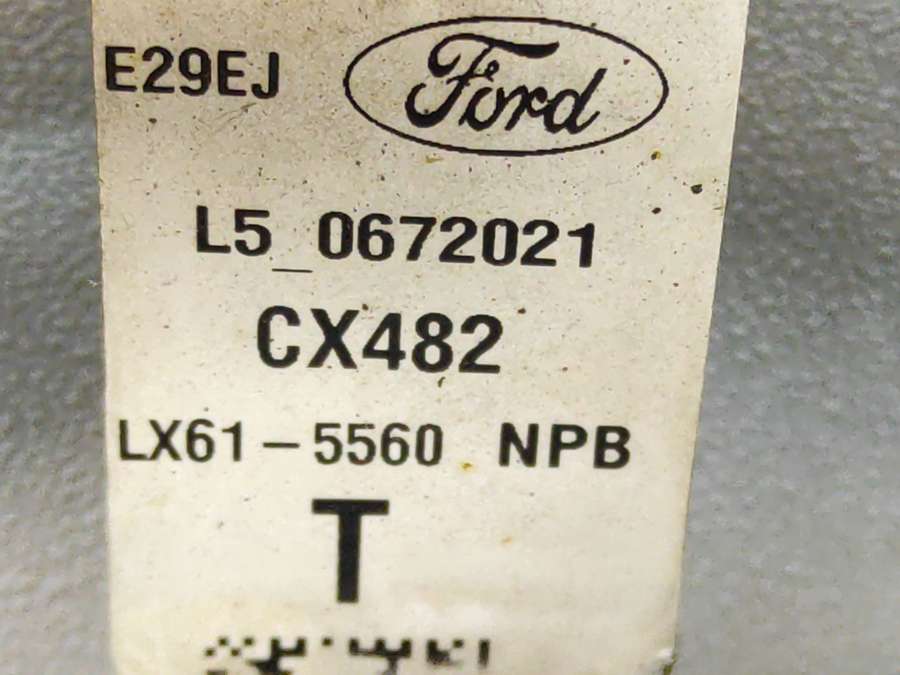 E29EJ Ford
L5_0672021
CX482
LX61-5560 NPB
T